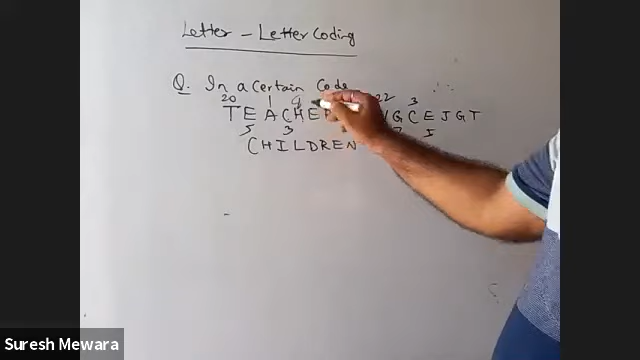 Letter - Letter Coding
Q. In a Certain Code
20 1 22 3
TEACHER GCEJGT
5 3 5
CHILDREN
Suresh Mewara